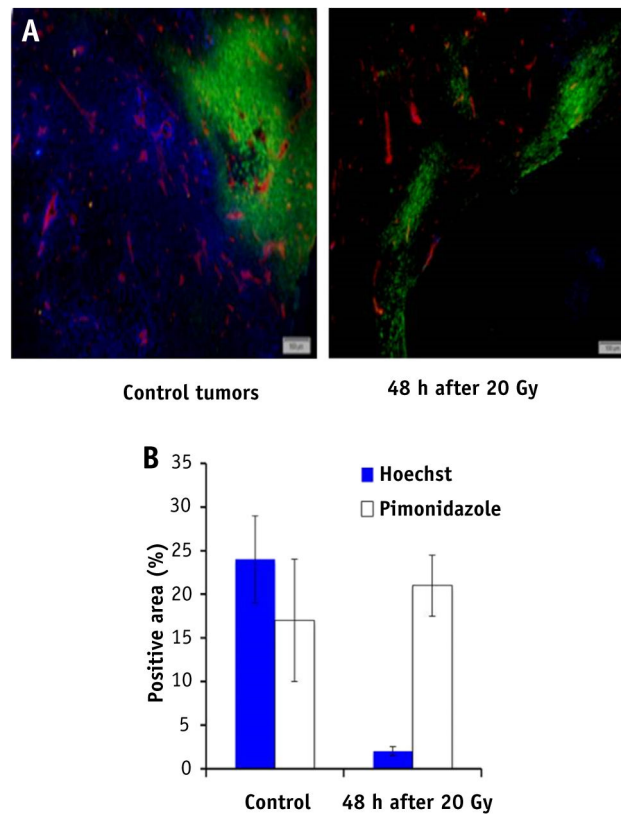 A
Control tumors
48 h after 20 Gy
B
Positive area (%)
35
30
25
20
15
10
5
0
Hoechst
Pimonidazole
Control
48 h after 20 Gy